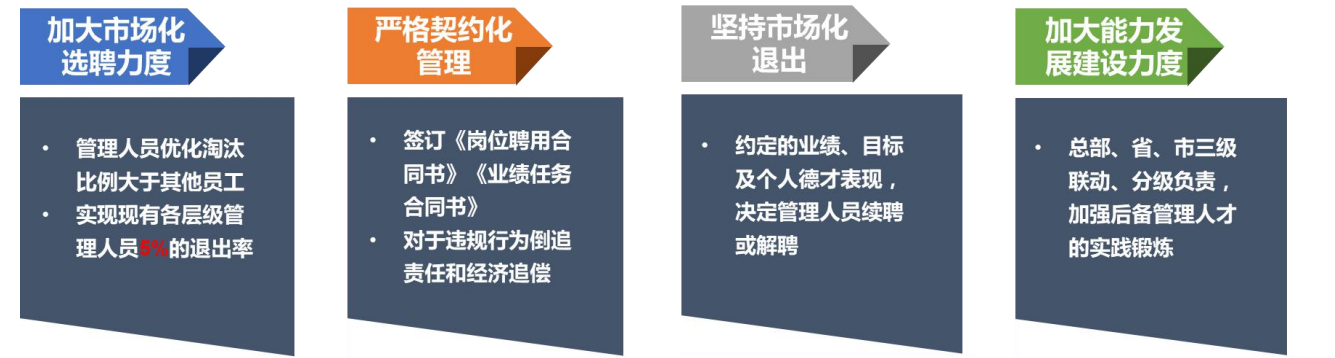 加大市场化
选聘力度
• 管理人员优化淘汰
比例大于其他员工
• 实现现有各层级管
理人员5%的退出率
严格契约化
管理
• 签订《岗位聘用合
同书》《业绩任务
合同书》
• 对于违规行为倒追
责任和经济追偿
坚持市场化
退出
• 约定的业绩、目标
及个人德才表现，
决定管理人员续聘
或解聘
加大能力发
展建设力度
• 总部、省、市三级
联动、分级负责，
加强后备管理人才
的实践锻炼